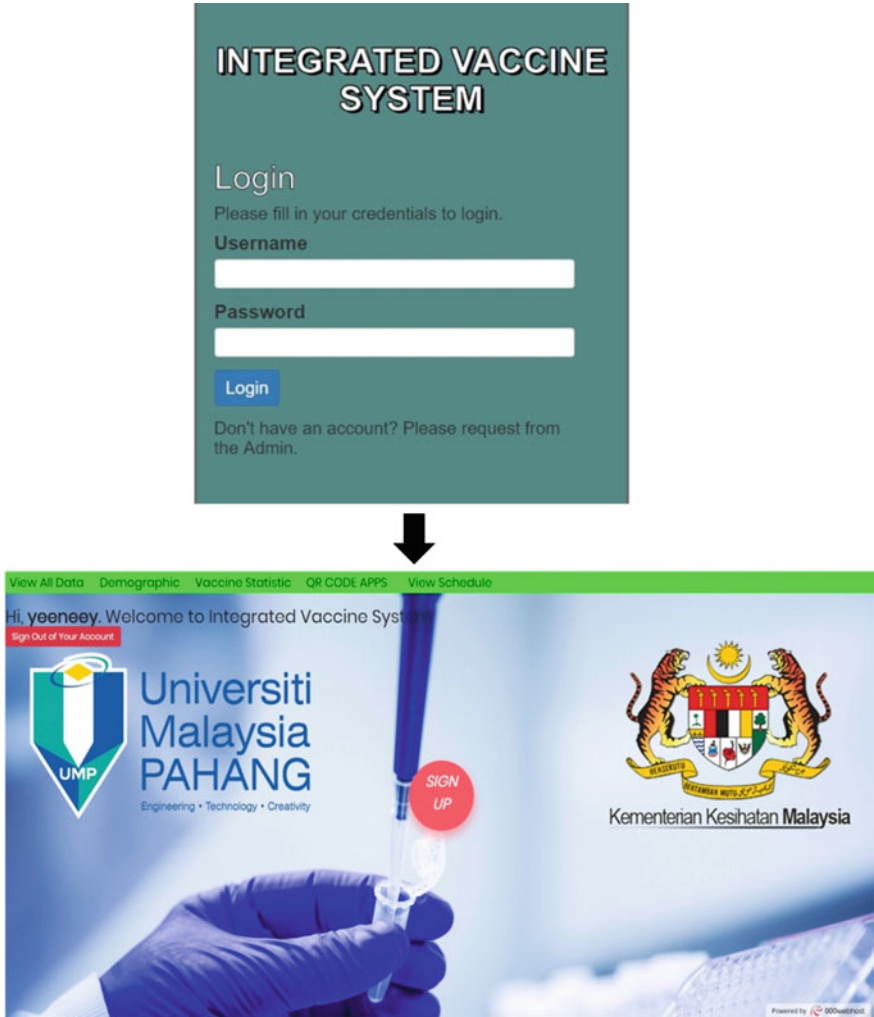 INTEGRATED VACCINE
SYSTEM
Login
Please fill in your credentials to login.
Username
Password
Login
Don't have an account? Please request from
the Admin.
View All Data Demographic Vaccine Statistic QR CODE APPS View Schedule
Hi, yeeneey. Welcome to Integrated Vaccine System
Sign Out of Your Account
Universiti
Malaysia
PAHANG
Engineering • Technology • Creativity
UMP
SIGN
UP
BERSEKUTU
BERTAMBAH MUTU
Kementerian Kesihatan Malaysia
Powered by 000webhost